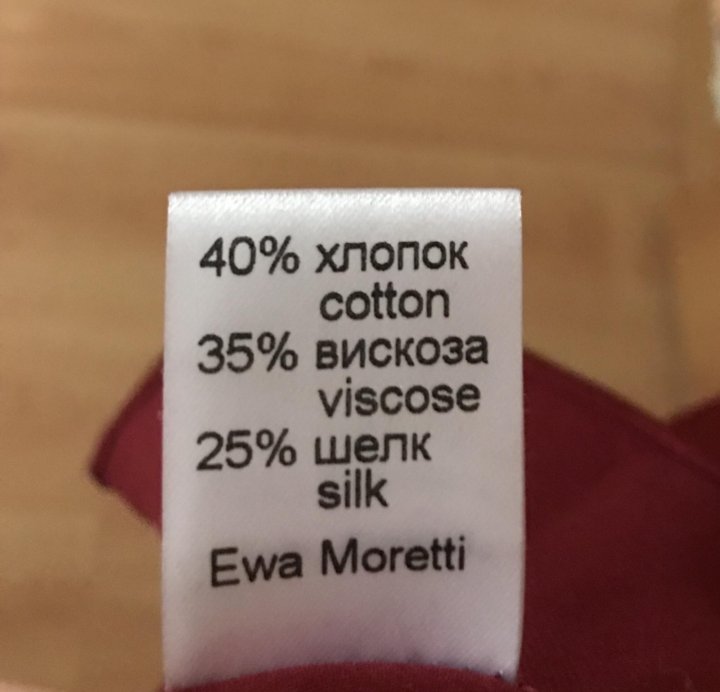 40% хлопок
cotton
35% вискоза
viscose
25% шелк
silk
Ewa Moretti